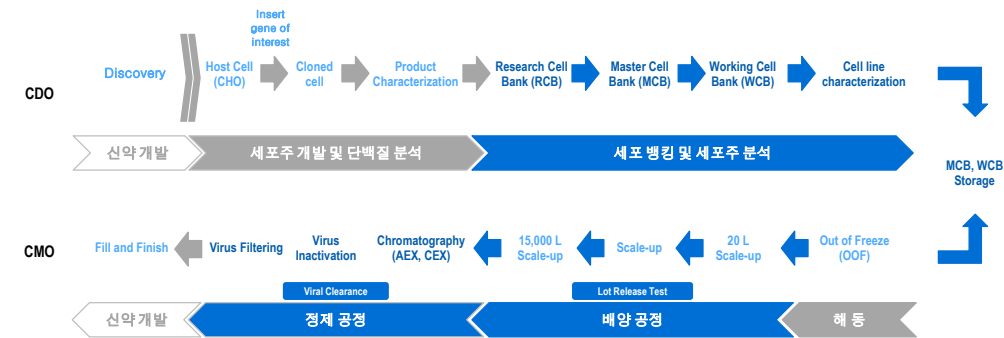 Insert
gene of
interest
Discovery
Host Cell
(CHO)
Cloned
cell
Product
Characterization
Research Cell
Bank (RCB)
Master Cell
Bank (MCB)
Working Cell
Bank (WCB)
Cell line
characterization
CDO
신약 개발
세포주 개발 및 단백질 분석
세포 뱅킹 및 세포주 분석
MCB, WCB
Storage
CMO
Fill and Finish
Virus Filtering
Virus
Inactivation
Chromatography
(AEX, CEX)
15,000 L
Scale-up
Scale-up
20 L
Scale-up
Out of Freeze
(OOF)
Viral Clearance
Lot Release Test
신약 개발
정제 공정
배양 공정
해 동